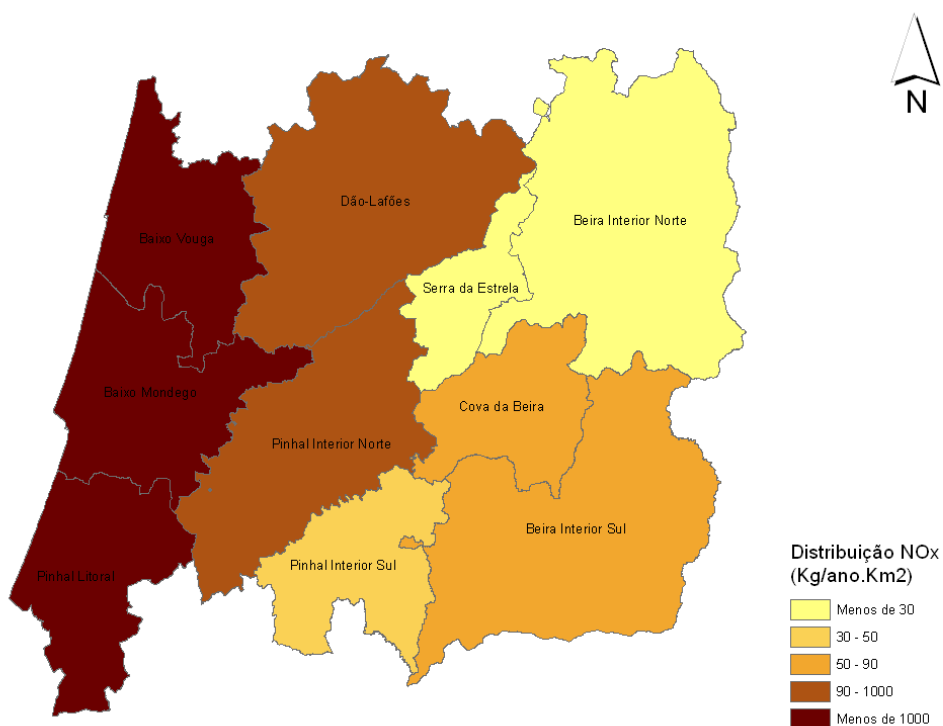 N
Dão-Lafões
Beira Interior Norte
Baixo Vouga
Serra da Estrela
Baixo Mondego
Cova da Beira
Pinhal Interior Norte
Beira Interior Sul
Pinhal Interior Sul
Pinhal Litoral
Distribuição NOx
(Kg/ano.Km2)
Menos de 30
30 - 50
50 - 90
90 - 1000
Menos de 1000